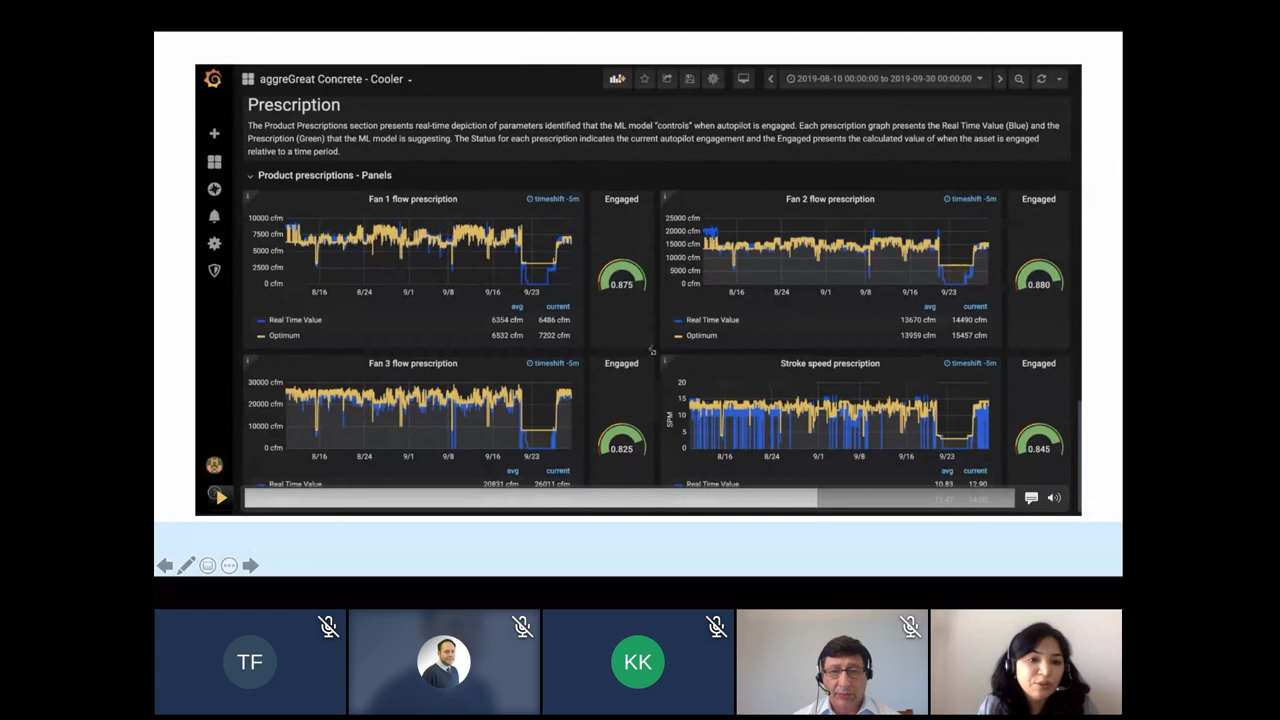 aggreGreat Concrete - Cooler
2019-08-10 00:00:00 to 2019-09-30 00:00:00
Prescription
The Product Prescriptions section presents real-time depiction of parameters identified that the ML model "controls" when autopilot is engaged. Each prescription graph presents the Real Time Value (Blue) and the
Prescription (Green) that the ML model is suggesting. The Status for each prescription indicates the current autopilot engagement and the Engaged presents the calculated value of when the asset is engaged
relative to a time period.
Product prescriptions - Panels
Fan 1 flow prescription
timeshift -5m
10000 cfm
7500 cfm
5000 cfm
2500 cfm
0 cfm
8/16 8/24 9/1 9/8 9/16 9/23
avg current
Real Time Value 6354 cfm 6486 cfm
Optimum 6532 cfm 7202 cfm
Engaged
0.875
Fan 2 flow prescription
timeshift -5m
25000 cfm
20000 cfm
15000 cfm
10000 cfm
5000 cfm
0 cfm
8/16 8/24 9/1 9/8 9/16 9/23
avg current
Real Time Value 13670 cfm 14490 cfm
Optimum 13959 cfm 15457 cfm
Engaged
0.880
Fan 3 flow prescription
timeshift -5m
30000 cfm
20000 cfm
10000 cfm
0 cfm
8/16 8/24 9/1 9/8 9/16 9/23
avg current
Real Time Value 20831 cfm 26011 cfm
Engaged
0.825
Stroke speed prescription
timeshift -5m
SPM
20
15
10
5
0
8/16 8/24 9/1 9/8 9/16 9/23
avg current
Real Time Value 10.83 12.90
Engaged
0.845
TF
KK